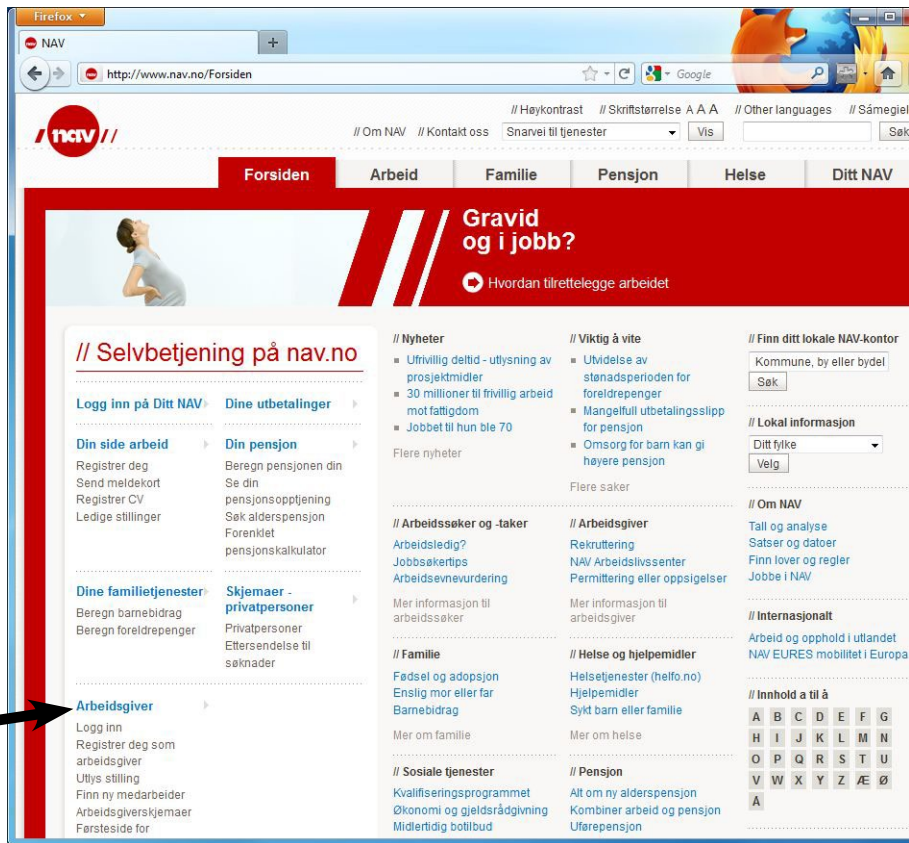 Firefox
NAV
http://www.nav.no/Forsiden
Google
// Høykontrast // Skriftstørrelse A A A // Other languages // Sámegiel
nav
// Om NAV // Kontakt oss Snarvei til tjenester Vis Søk
Forsiden Arbeid Familie Pensjon Helse Ditt NAV
Gravid
og i jobb?
Hvordan tilrettelegge arbeidet
// Selvbetjening på nav.no
Logg inn på Ditt NAV Dine utbetalinger
Din side arbeid
Registrer deg
Send meldekort
Registrer CV
Ledige stillinger
Din pensjon
Beregn pensjonen din
Se din
pensjonsopptjening
Søk alderspensjon
Forenklet
pensjonskalkulator
Dine familietjenester
Beregn barnebidrag
Beregn foreldrepenger
Skjemaer -
privatpersoner
Privatpersoner
Ettersendelse til
søknader
Arbeidsgiver
Logg inn
Registrer deg som
arbeidsgiver
Utlys stilling
Finn ny medarbeider
Arbeidsgiverskjemaer
Førsteside for
// Nyheter
Ufrivillig deltid - utlysning av
prosjektmidler
30 millioner til frivillig arbeid
mot fattigdom
Jobbet til hun ble 70
Flere nyheter
// Viktig å vite
Utvidelse av
stønadsperioden for
foreldrepenger
Mangelfull utbetalingsslipp
for pensjon
Omsorg for barn kan gi
høyere pensjon
Flere saker
// Arbeidssøker og -taker
Arbeidsledig?
Jobbsøkertips
Arbeidsevnevurdering
Mer informasjon til
arbeidssøker
// Arbeidsgiver
Rekruttering
NAV Arbeidslivssenter
Permittering eller oppsigelser
Mer informasjon til
arbeidsgiver
// Familie
Fødsel og adopsjon
Enslig mor eller far
Barnebidrag
Mer om familie
// Helse og hjelpemidler
Helsetjenester (helfo.no)
Hjelpemidler
Sykt barn eller familie
Mer om helse
// Sosiale tjenester
Kvalifiseringsprogrammet
Økonomi og gjeldsrådgivning
Midlertidig botilbud
// Pensjon
Alt om ny alderspensjon
Kombiner arbeid og pensjon
Uførepensjon
// Finn ditt lokale NAV-kontor
Kommune, by eller bydel
Søk
// Lokal informasjon
Ditt fylke
Velg
// Om NAV
Tall og analyse
Satser og datoer
Finn lover og regler
Jobbe i NAV
// Internasjonalt
Arbeid og opphold i utlandet
NAV EURES mobilitet i Europa
// Innhold a til å
A B C D E F G
H I J K L M N
O P Q R S T U
V W X Y Z Æ Ø
Å